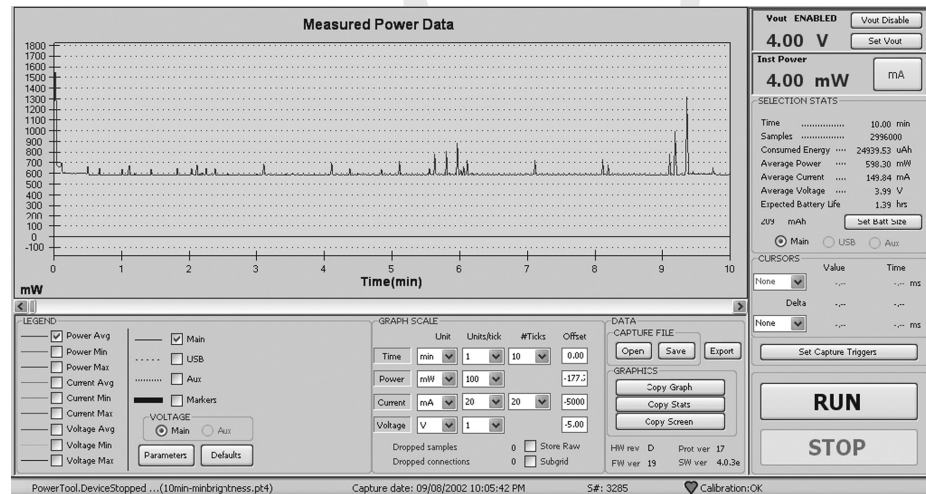 Measured Power Data
1800
1700
1600
1500
1400
1300
1200
1100
1000
900
800
700
600
500
400
300
200
100
0
-100
0 1 2 3 4 5 6 7 8 9 10
mW
Time(min)
Vout ENABLED
Vout Disable
4.00 V
Set Vout
Inst Power
4.00 mW
mA
SELECTION STATS
Time ................ 10.00 min
Samples ................ 2996000
Consumed Energy .... 24939.53 uAh
Average Power .... 598.30 mW
Average Current .... 149.84 mA
Average Voltage .... 3.99 V
Expected Battery Life 1.39 hrs
209 mAh Set Batt Size
Main USB Aux
CURSORS
Value Time
None -.-- -.-- ms
Delta -.-- -.--
None -.-- -.-- ms
Set Capture Triggers
RUN
STOP
LEGEND
Power Avg
Power Min
Power Max
Current Avg
Current Min
Current Max
Voltage Avg
Voltage Min
Voltage Max
Main
USB
Aux
Markers
VOLTAGE
Main Aux
Parameters Defaults
GRAPH SCALE
Unit Units/tick #Ticks Offset
Time min 1 10 0.00
Power mW 100 -177.5
Current mA 20 20 -5000
Voltage V 1 -5.00
Dropped samples 0 Store Raw
Dropped connections 0 Subgrid
DATA
CAPTURE FILE
Open Save Export
GRAPHICS
Copy Graph
Copy Stats
Copy Screen
HW rev D Prot ver 17
FW ver 19 SW ver 4.0.3e
PowerTool.DeviceStopped ...(10min-minbrightness.pt4) Capture date: 09/08/2002 10:05:42 PM S#: 3285 Calibration:OK